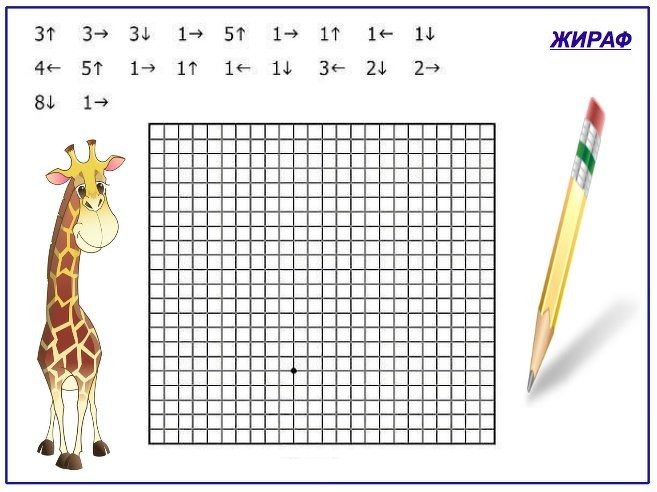 3↑ 3→ 3↓ 1→ 5↑ 1→ 1↑ 1← 1↓
ЖИРАФ
4← 5↑ 1→ 1↑ 1← 1↓ 3← 2↓ 2→
8↓ 1→